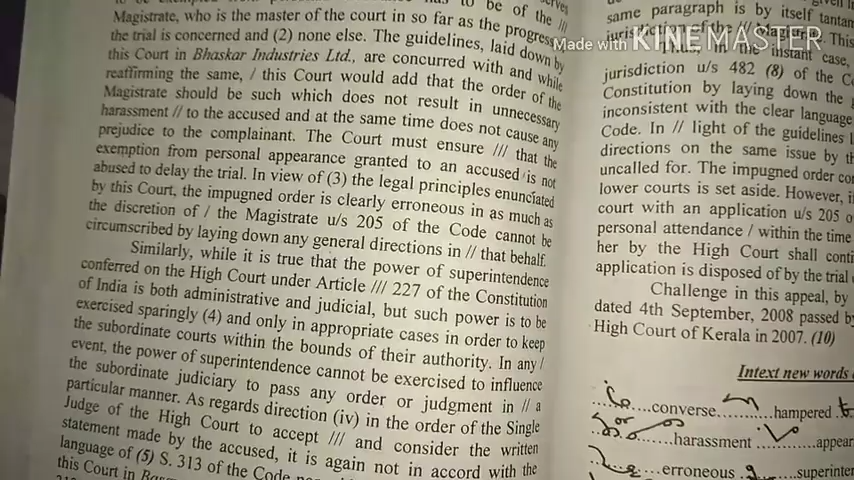 to be of the ///
Magistrate, who is the master of the court in so far as the progress of
the trial is concerned and (2) none else. The guidelines, laid down by
this Court in Bhaskar Industries Ltd., are concurred with and while
reaffirming the same, / this Court would add that the order of the
Magistrate should be such which does not result in unnecessary
harassment // to the accused and at the same time does not cause any
prejudice to the complainant. The Court must ensure /// that the
exemption from personal appearance granted to an accused is not
abused to delay the trial. In view of (3) the legal principles enunciated
by this Court, the impugned order is clearly erroneous in as much as
the discretion of / the Magistrate u/s 205 of the Code cannot be
circumscribed by laying down any general directions in // that behalf.
Similarly, while it is true that the power of superintendence
conferred on the High Court under Article /// 227 of the Constitution
of India is both administrative and judicial, but such power is to be
exercised sparingly (4) and only in appropriate cases in order to keep
the subordinate courts within the bounds of their authority. In any /
event, the power of superintendence cannot be exercised to influence
the subordinate judiciary to pass any order or judgment in // a
particular manner. As regards direction (iv) in the order of the Single
Judge of the High Court to accept /// and consider the written
statement made by the accused, it is again not in accord with the
language of (5) S. 313 of the Code
this Court in
Made with KINEMASTER
same paragraph is by itself
the // This
in the instant case,
jurisdiction u/s 482 (8) of the
Constitution by laying down the
inconsistent with the clear language
Code. In // light of the guidelines
directions on the same issue by
uncalled for. The impugned order
lower courts is set aside. However,
court with an application u/s 205
personal attendance / within the time
her by the High Court shall
application is disposed of by the trial
Challenge in this appeal, by
dated 4th September, 2008 passed
High Court of Kerala in 2007. (10)
Intext new words
converse hampered
harassment
erroneous